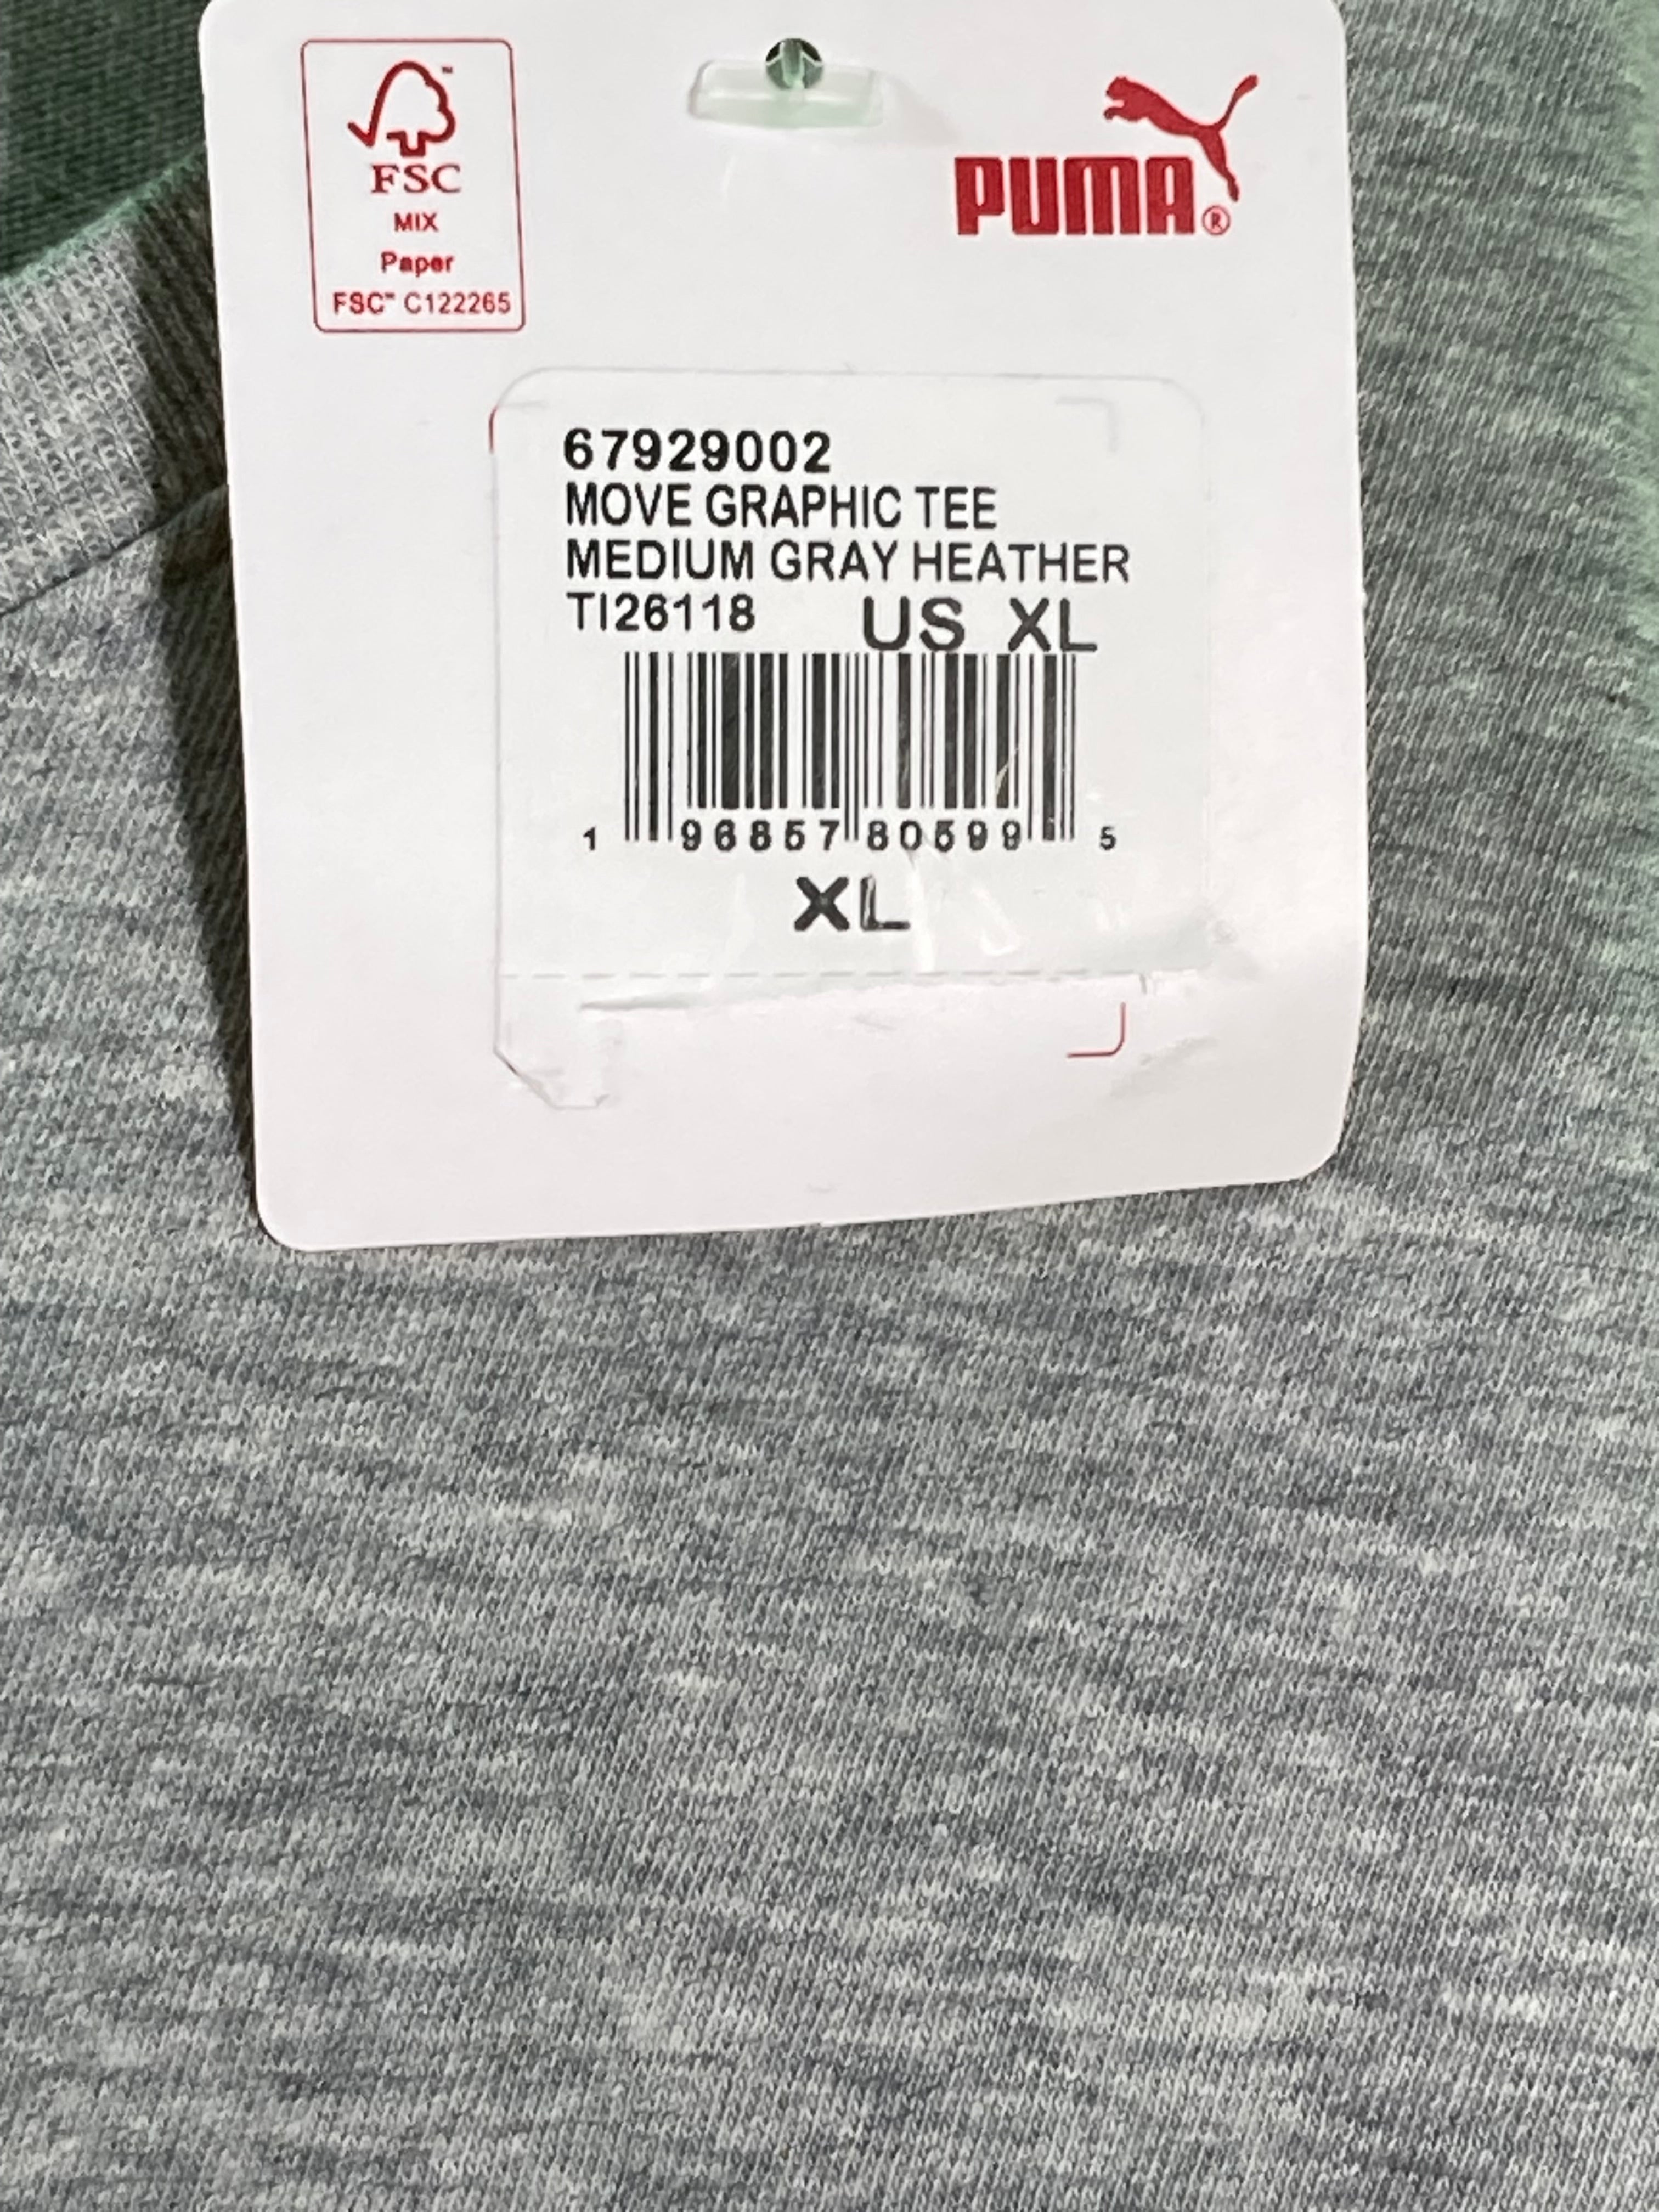 FSC™
MIX
Paper
FSC™ C122265
PUMA®
67929002
MOVE GRAPHIC TEE
MEDIUM GRAY HEATHER
TI26118 US XL
1 96857 80599 5
XL